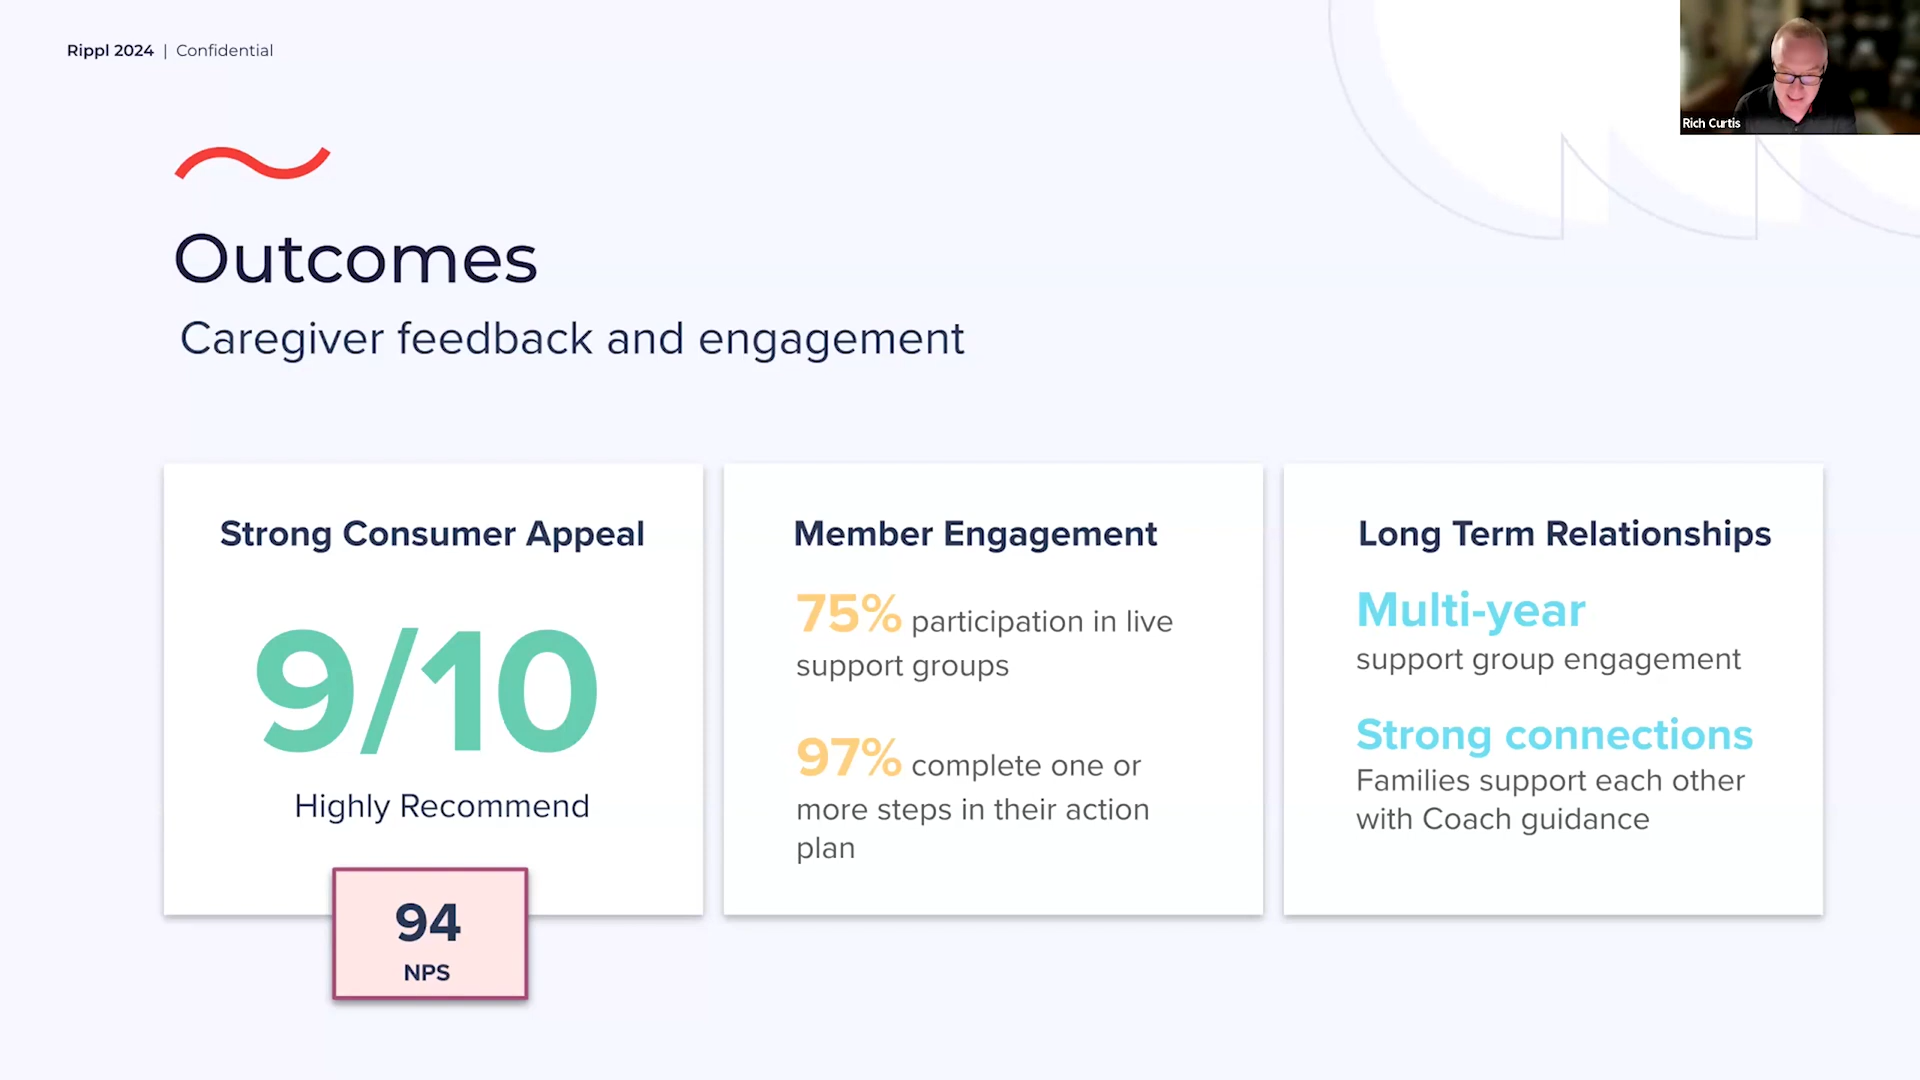 Rippl 2024 | Confidential
Rich Curtis
Outcomes
Caregiver feedback and engagement
Strong Consumer Appeal
9/10
Highly Recommend
94
NPS
Member Engagement
75% participation in live
support groups
97% complete one or
more steps in their action
plan
Long Term Relationships
Multi-year
support group engagement
Strong connections
Families support each other
with Coach guidance